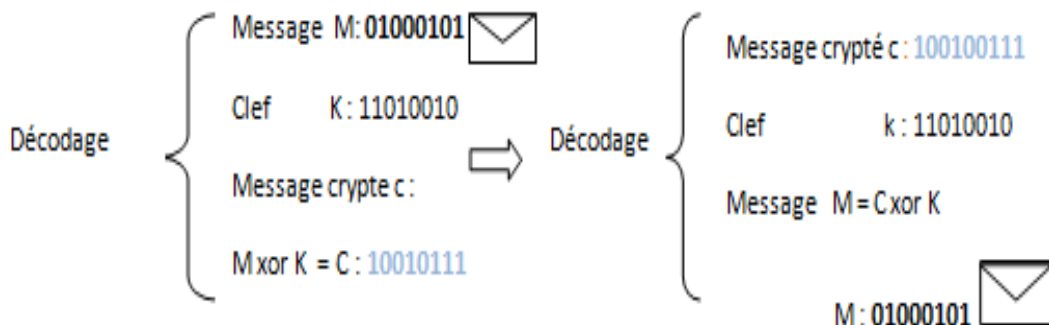 Décodage
Message M: 01000101
Clef K : 11010010
Message crypte c :
M xor K = C : 10010111
Décodage
Message crypté c : 100100111
Clef k : 11010010
Message M = C xor K
M : 01000101